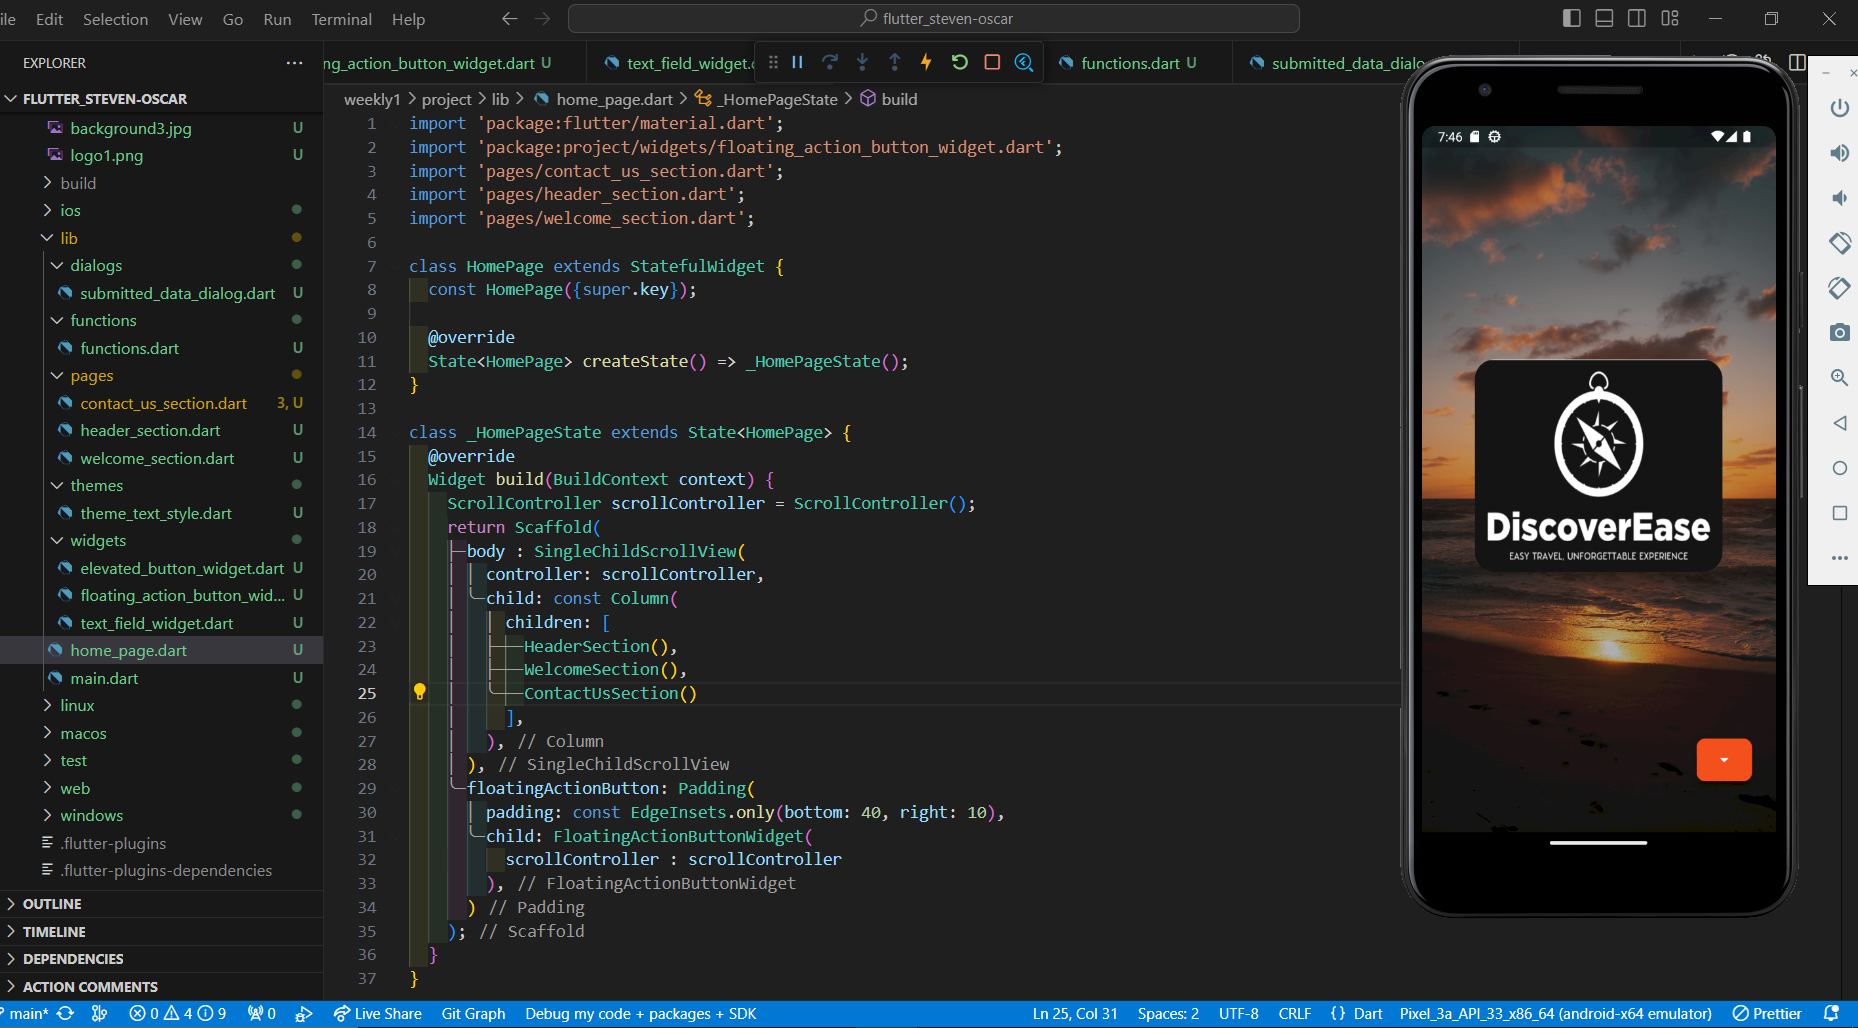 ile Edit Selection View Go Run Terminal Help
flutter_steven-oscar
EXPLORER
FLUTTER_STEVEN-OSCAR
background3.jpg U
logo1.png U
build
ios
lib
dialogs
submitted_data_dialog.dart U
functions
functions.dart U
pages
contact_us_section.dart 3, U
header_section.dart U
welcome_section.dart U
themes
theme_text_style.dart U
widgets
elevated_button_widget.dart U
floating_action_button_wid... U
text_field_widget.dart U
home_page.dart U
main.dart U
linux
macos
test
web
windows
.flutter-plugins
.flutter-plugins-dependencies
OUTLINE
TIMELINE
DEPENDENCIES
ACTION COMMENTS
ng_action_button_widget.dart U
text_field_widget.
functions.dart U
submitted_data_dialo
weekly1 > project > lib > home_page.dart > _HomePageState > build
1 import 'package:flutter/material.dart';
2 import 'package:project/widgets/floating_action_button_widget.dart';
3 import 'pages/contact_us_section.dart';
4 import 'pages/header_section.dart';
5 import 'pages/welcome_section.dart';
6
7 class HomePage extends StatefulWidget {
8 const HomePage({super.key});
9
10 @override
11 State<HomePage> createState() => _HomePageState();
12 }
13
14 class _HomePageState extends State<HomePage> {
15 @override
16 Widget build(BuildContext context) {
17 ScrollController scrollController = ScrollController();
18 return Scaffold(
19 body : SingleChildScrollView(
20 controller: scrollController,
21 child: const Column(
22 children: [
23 HeaderSection(),
24 WelcomeSection(),
25 ContactUsSection()
26 ],
27 ), // Column
28 ), // SingleChildScrollView
29 floatingActionButton: Padding(
30 padding: const EdgeInsets.only(bottom: 40, right: 10),
31 child: FloatingActionButtonWidget(
32 scrollController : scrollController
33 ), // FloatingActionButtonWidget
34 ) // Padding
35 ); // Scaffold
36 }
37 }
7:46
DiscoverEase
EASY TRAVEL, UNFORGETTABLE EXPERIENCE
main* 0 4 9 0 Live Share Git Graph Debug my code + packages + SDK Ln 25, Col 31 Spaces: 2 UTF-8 CRLF {} Dart Pixel_3a_API_33_x86_64 (android-x64 emulator) Prettier